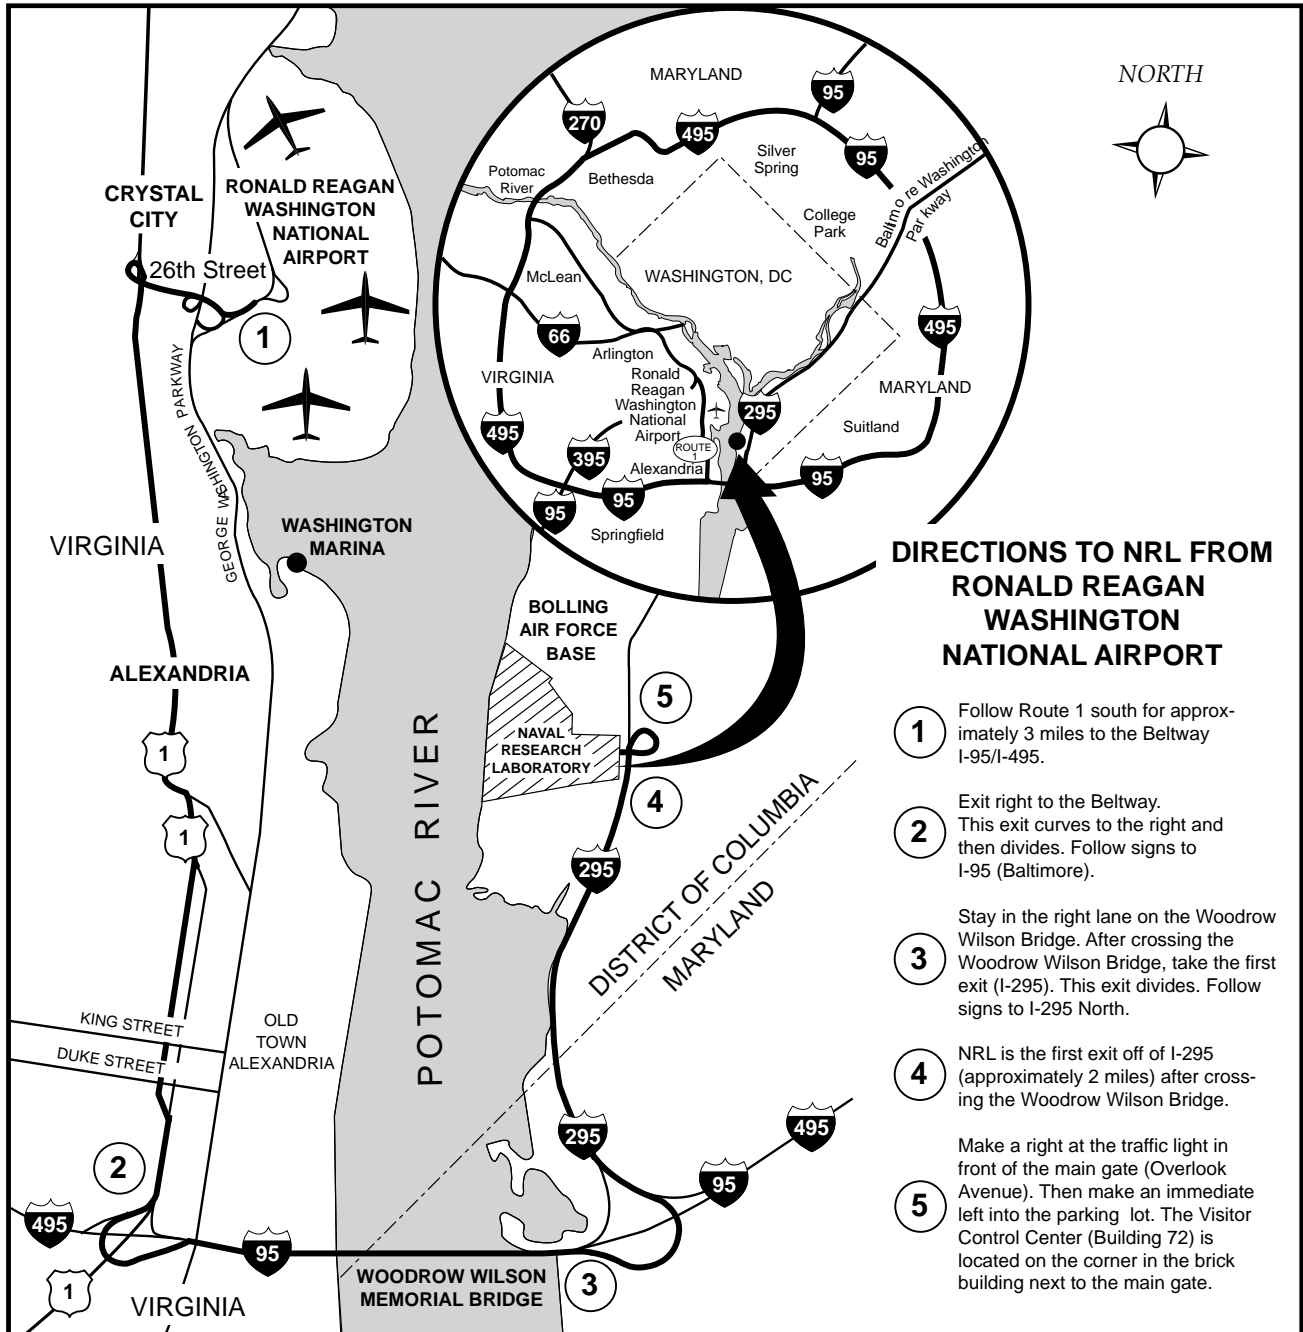 NORTH
MARYLAND
95
270
495
95
Silver
Spring
Potomac
River
Bethesda
Baltimore Washington
Parkway
College
Park
McLean
WASHINGTON, DC
66
495
Arlington
VIRGINIA
Ronald
Reagan
Washington
National
Airport
MARYLAND
295
Suitland
495
395
ROUTE
1
Alexandria
95
95
95
Springfield
CRYSTAL
CITY
RONALD REAGAN
WASHINGTON
NATIONAL
AIRPORT
26th Street
1
GEORGE WASHINGTON PARKWAY
WASHINGTON
MARINA
VIRGINIA
ALEXANDRIA
BOLLING
AIR FORCE
BASE
5
NAVAL
RESEARCH
LABORATORY
4
1
1
POTOMAC RIVER
295
DISTRICT OF COLUMBIA
MARYLAND
KING STREET
DUKE STREET
OLD
TOWN
ALEXANDRIA
2
295
495
95
495
95
1
VIRGINIA
WOODROW WILSON
MEMORIAL BRIDGE
3
DIRECTIONS TO NRL FROM
RONALD REAGAN
WASHINGTON
NATIONAL AIRPORT
1
Follow Route 1 south for approx-
imately 3 miles to the Beltway
I-95/I-495.
2
Exit right to the Beltway.
This exit curves to the right and
then divides. Follow signs to
I-95 (Baltimore).
3
Stay in the right lane on the Woodrow
Wilson Bridge. After crossing the
Woodrow Wilson Bridge, take the first
exit (I-295). This exit divides. Follow
signs to I-295 North.
4
NRL is the first exit off of I-295
(approximately 2 miles) after cross-
ing the Woodrow Wilson Bridge.
5
Make a right at the traffic light in
front of the main gate (Overlook
Avenue). Then make an immediate
left into the parking lot. The Visitor
Control Center (Building 72) is
located on the corner in the brick
building next to the main gate.